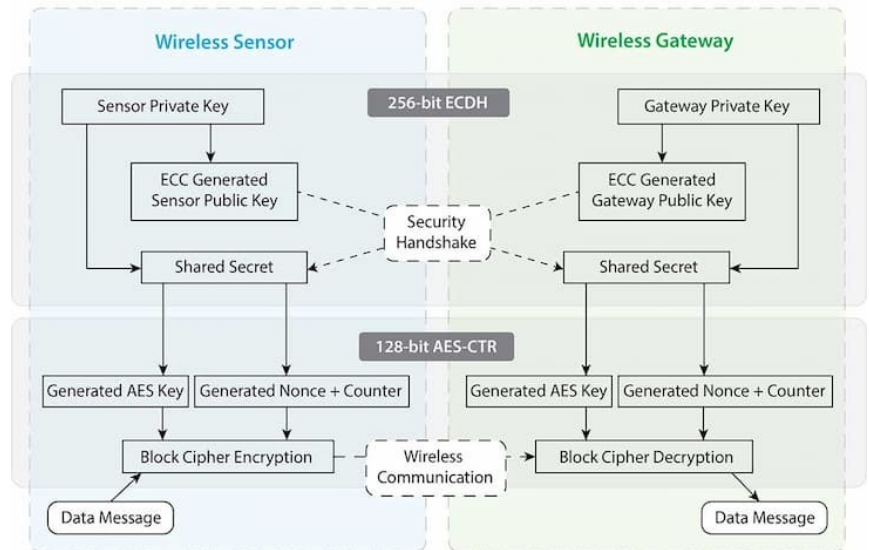 Wireless Sensor
Wireless Gateway
256-bit ECDH
Sensor Private Key
Gateway Private Key
ECC Generated
Sensor Public Key
ECC Generated
Gateway Public Key
Security
Handshake
Shared Secret
Shared Secret
128-bit AES-CTR
Generated AES Key
Generated Nonce + Counter
Generated AES Key
Generated Nonce + Counter
Block Cipher Encryption
Wireless
Communication
Block Cipher Decryption
Data Message
Data Message